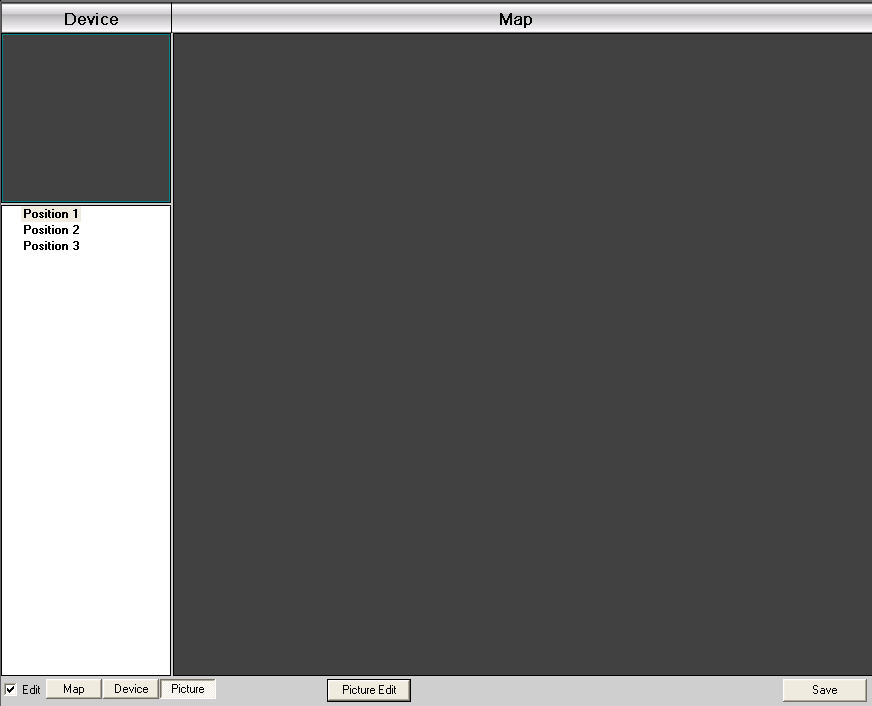 Device
Map
Position 1
Position 2
Position 3
Edit
Map
Device
Picture
Picture Edit
Save